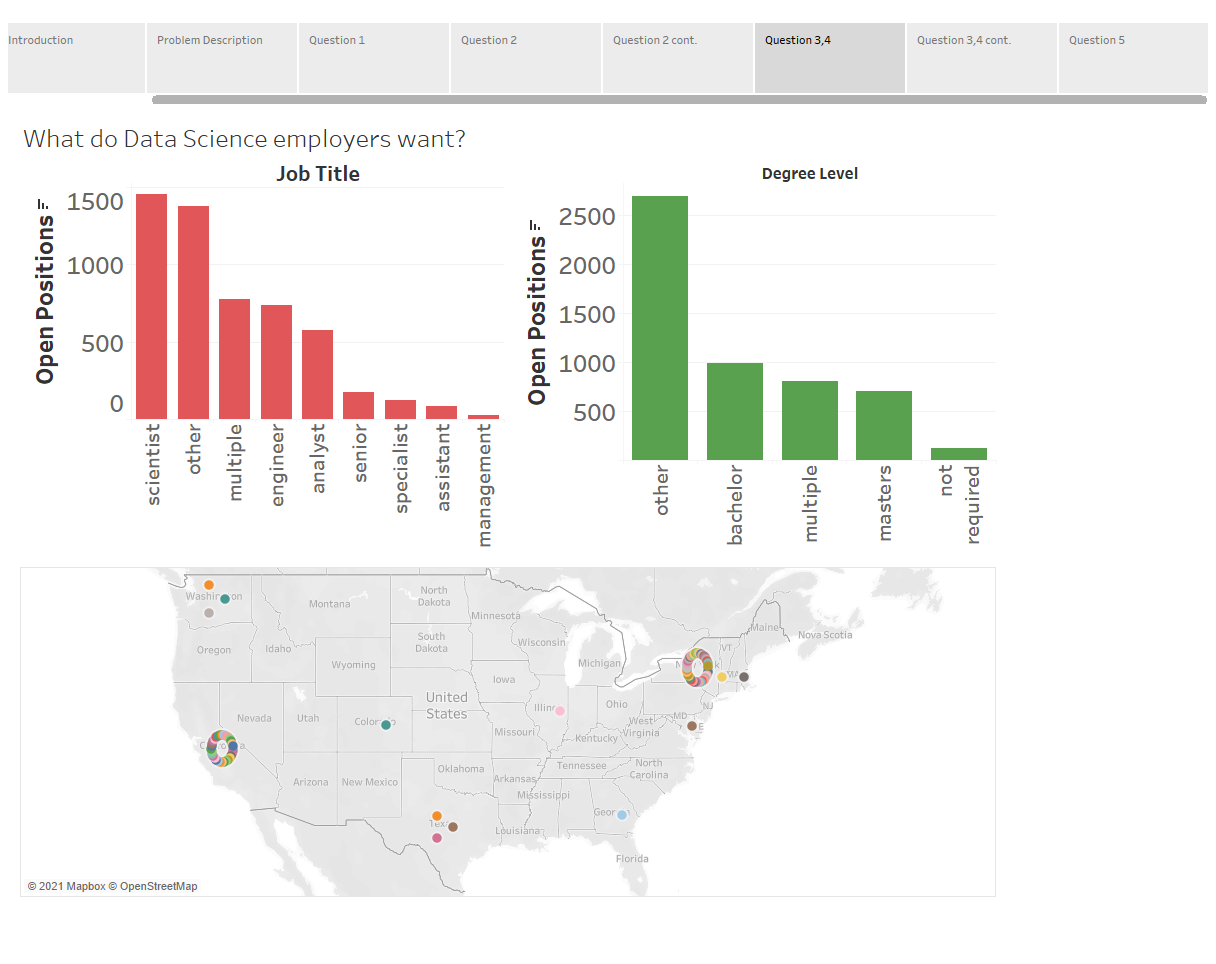 Introduction
Problem Description
Question 1
Question 2
Question 2 cont.
Question 3,4
Question 3,4 cont.
Question 5
What do Data Science employers want?
Job Title
Open Positions
1500
1000
500
0
scientist
other
multiple
engineer
analyst
senior
specialist
assistant
management
Degree Level
Open Positions
2500
2000
1500
1000
500
other
bachelor
multiple
masters
not
required
Montana
North
Dakota
Minnesota
Maine
Nova Scotia
Oregon
Idaho
South
Dakota
Wisconsin
Michigan
VT
MA
Wyoming
Iowa
Nevada
Utah
United
States
Ohio
NJ
MD
Missouri
West
Virginia
Kentucky
Arizona
New Mexico
Oklahoma
Arkansas
Tennessee
North
Carolina
Mississippi
Louisiana
Florida
© 2021 Mapbox © OpenStreetMap